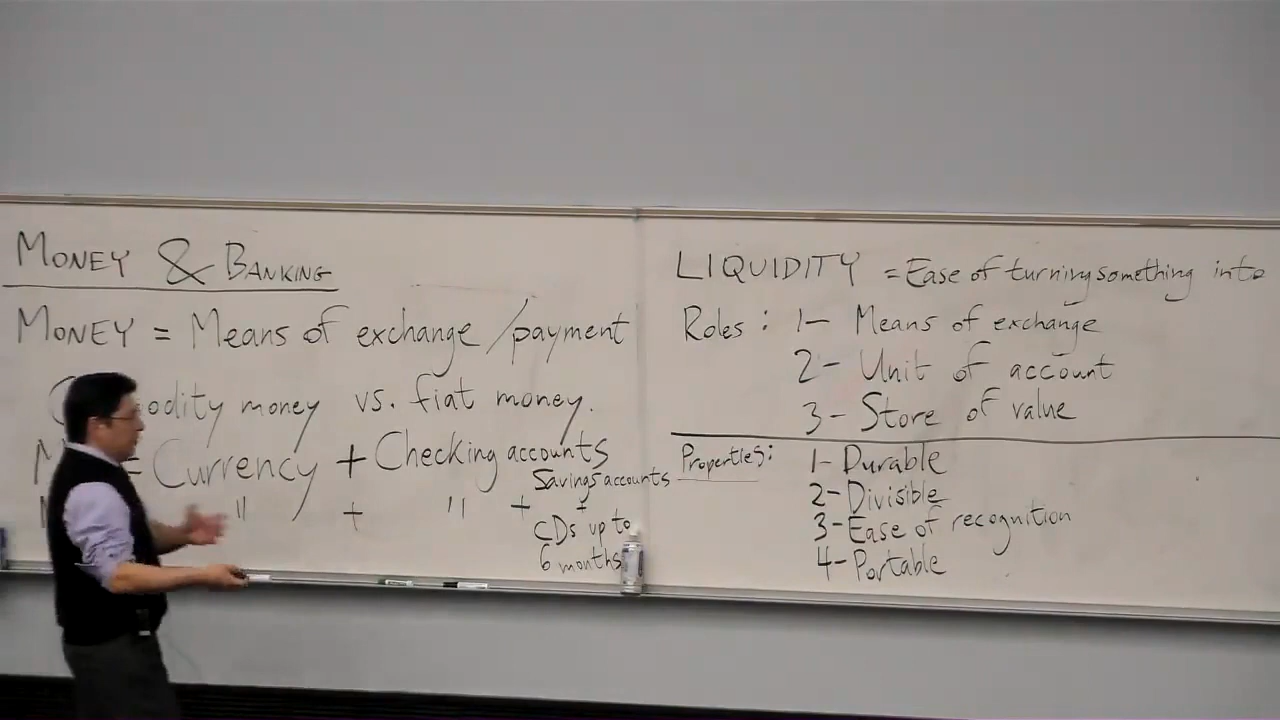 MONEY & BANKING
MONEY = Means of exchange / payment
odity money vs. fiat money.
= Currency + Checking accounts
" + " + Savings accounts
+
CDs up to
6 months
LIQUIDITY = Ease of turning something into
Roles: 1- Means of exchange
2- Unit of account
3- Store of value
Properties: 1- Durable
2- Divisible
3- Ease of recognition
4- Portable